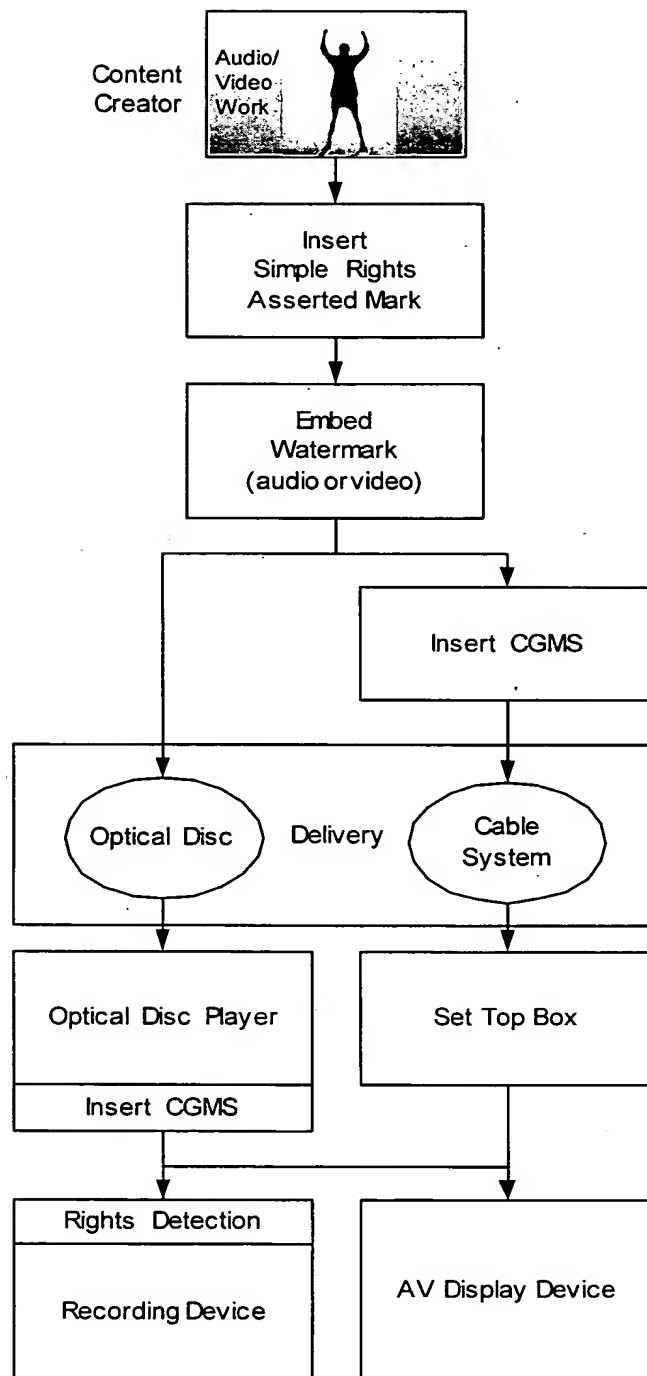 Content
Creator
Audio/
Video
Work
Insert
Simple Rights
Asserted Mark
Embed
Watermark
(audio or video)
Insert CGMS
Optical Disc
Delivery
Cable
System
Optical Disc Player
Insert CGMS
Set Top Box
Rights Detection
Recording Device
AV Display Device